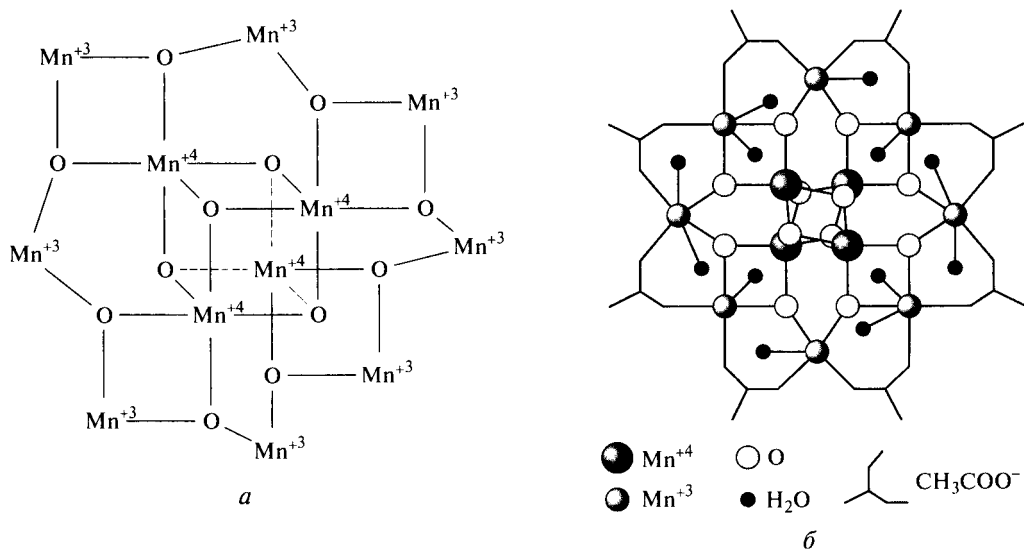 Mn+3
Mn+3 O
O Mn+3
O Mn+4 O
O Mn+4 O
Mn+3 Mn+3
O Mn+4 O
O Mn+4 O
O Mn+3
Mn+3 O Mn+3
а
Mn+4 O
Mn+3 H2O CH3COO−
б